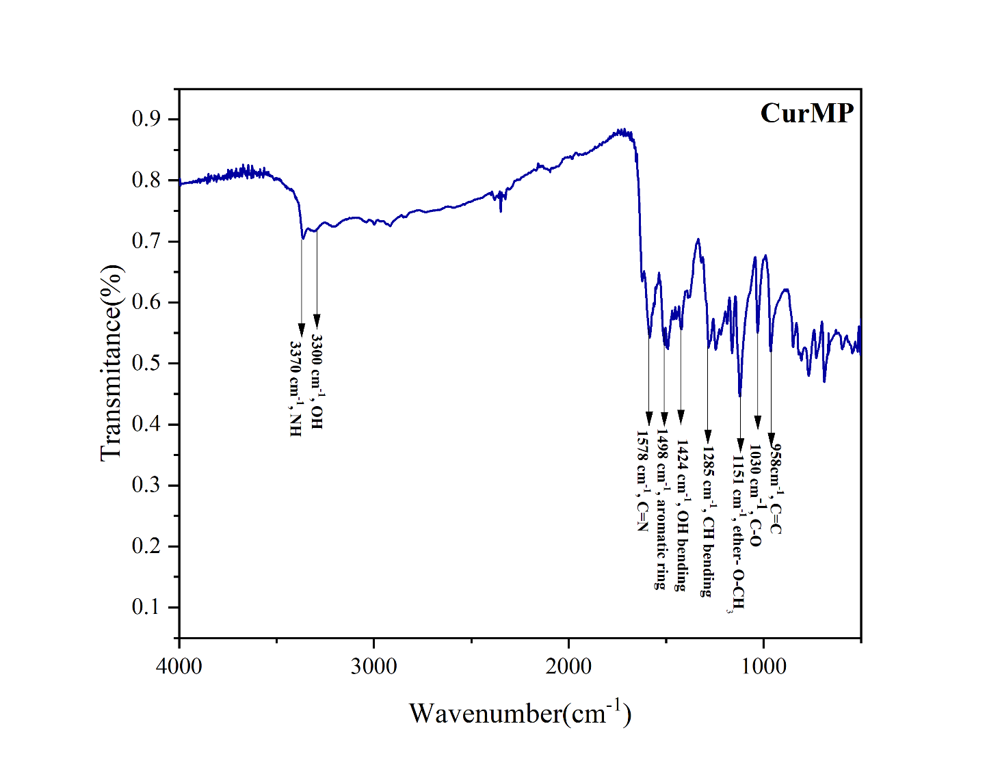 CurMP
Transmitance(%)
0.9
0.8
0.7
0.6
0.5
0.4
0.3
0.2
0.1
3370 cm-1, NH
3300 cm-1, OH
1578 cm-1, C=N
1498 cm-1, aromatic ring
1424 cm-1, OH bending
1285 cm-1, CH bending
1151 cm-1, ether- O-CH3
1030 cm-1, C-O
958cm-1, C=C
4000
3000
2000
1000
Wavenumber(cm-1)